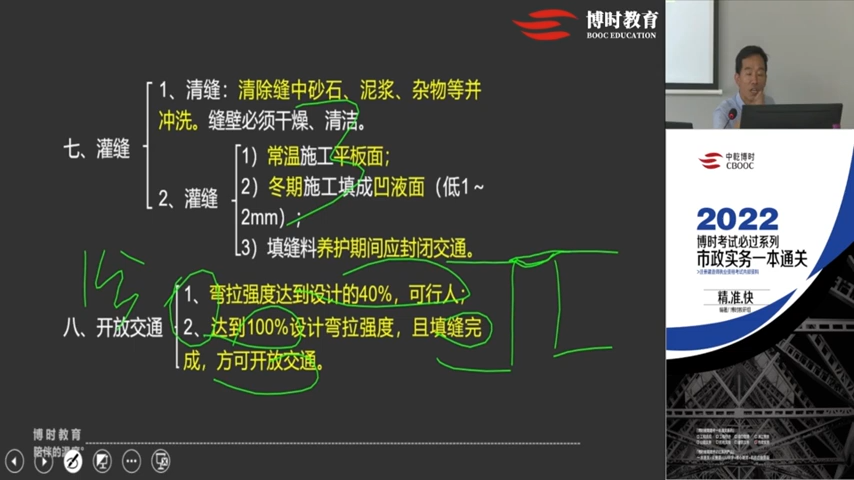 博时教育
BOOC EDUCATION
1、清缝：清除缝中砂石、泥浆、杂物等并
冲洗。缝壁必须干燥、清洁。
七、灌缝
1）常温施工平板面；
2、灌缝
2）冬期施工填成凹液面（低1～
2mm）；
3）填缝料养护期间应封闭交通。
1、弯拉强度达到设计的40%，可行人；
八、开放交通
2、达到100%设计弯拉强度，且填缝完
成，方可开放交通。
博时教育
陪伴的温度
中乾博时
CBOOC
2022
博时考试必过系列
市政实务一本通关
精,准,快